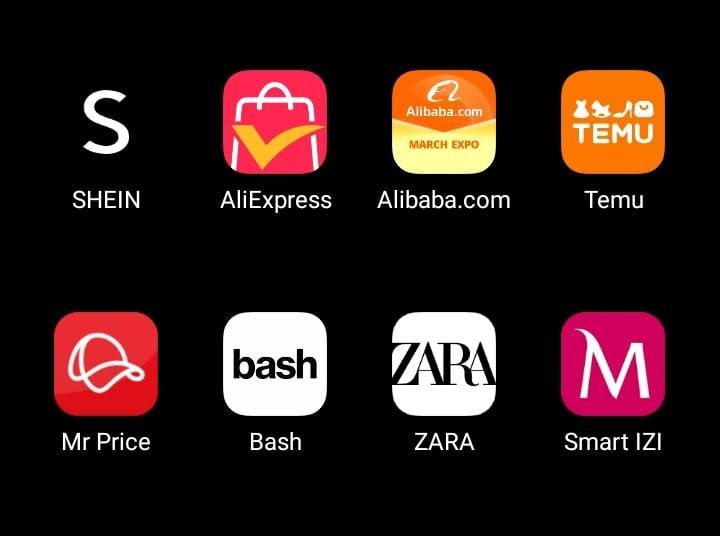 S
SHEIN
AliExpress
Alibaba.com
MARCH EXPO
Alibaba.com
TEMU
Temu
Mr Price
bash
Bash
ZARA
ZARA
M
Smart IZI